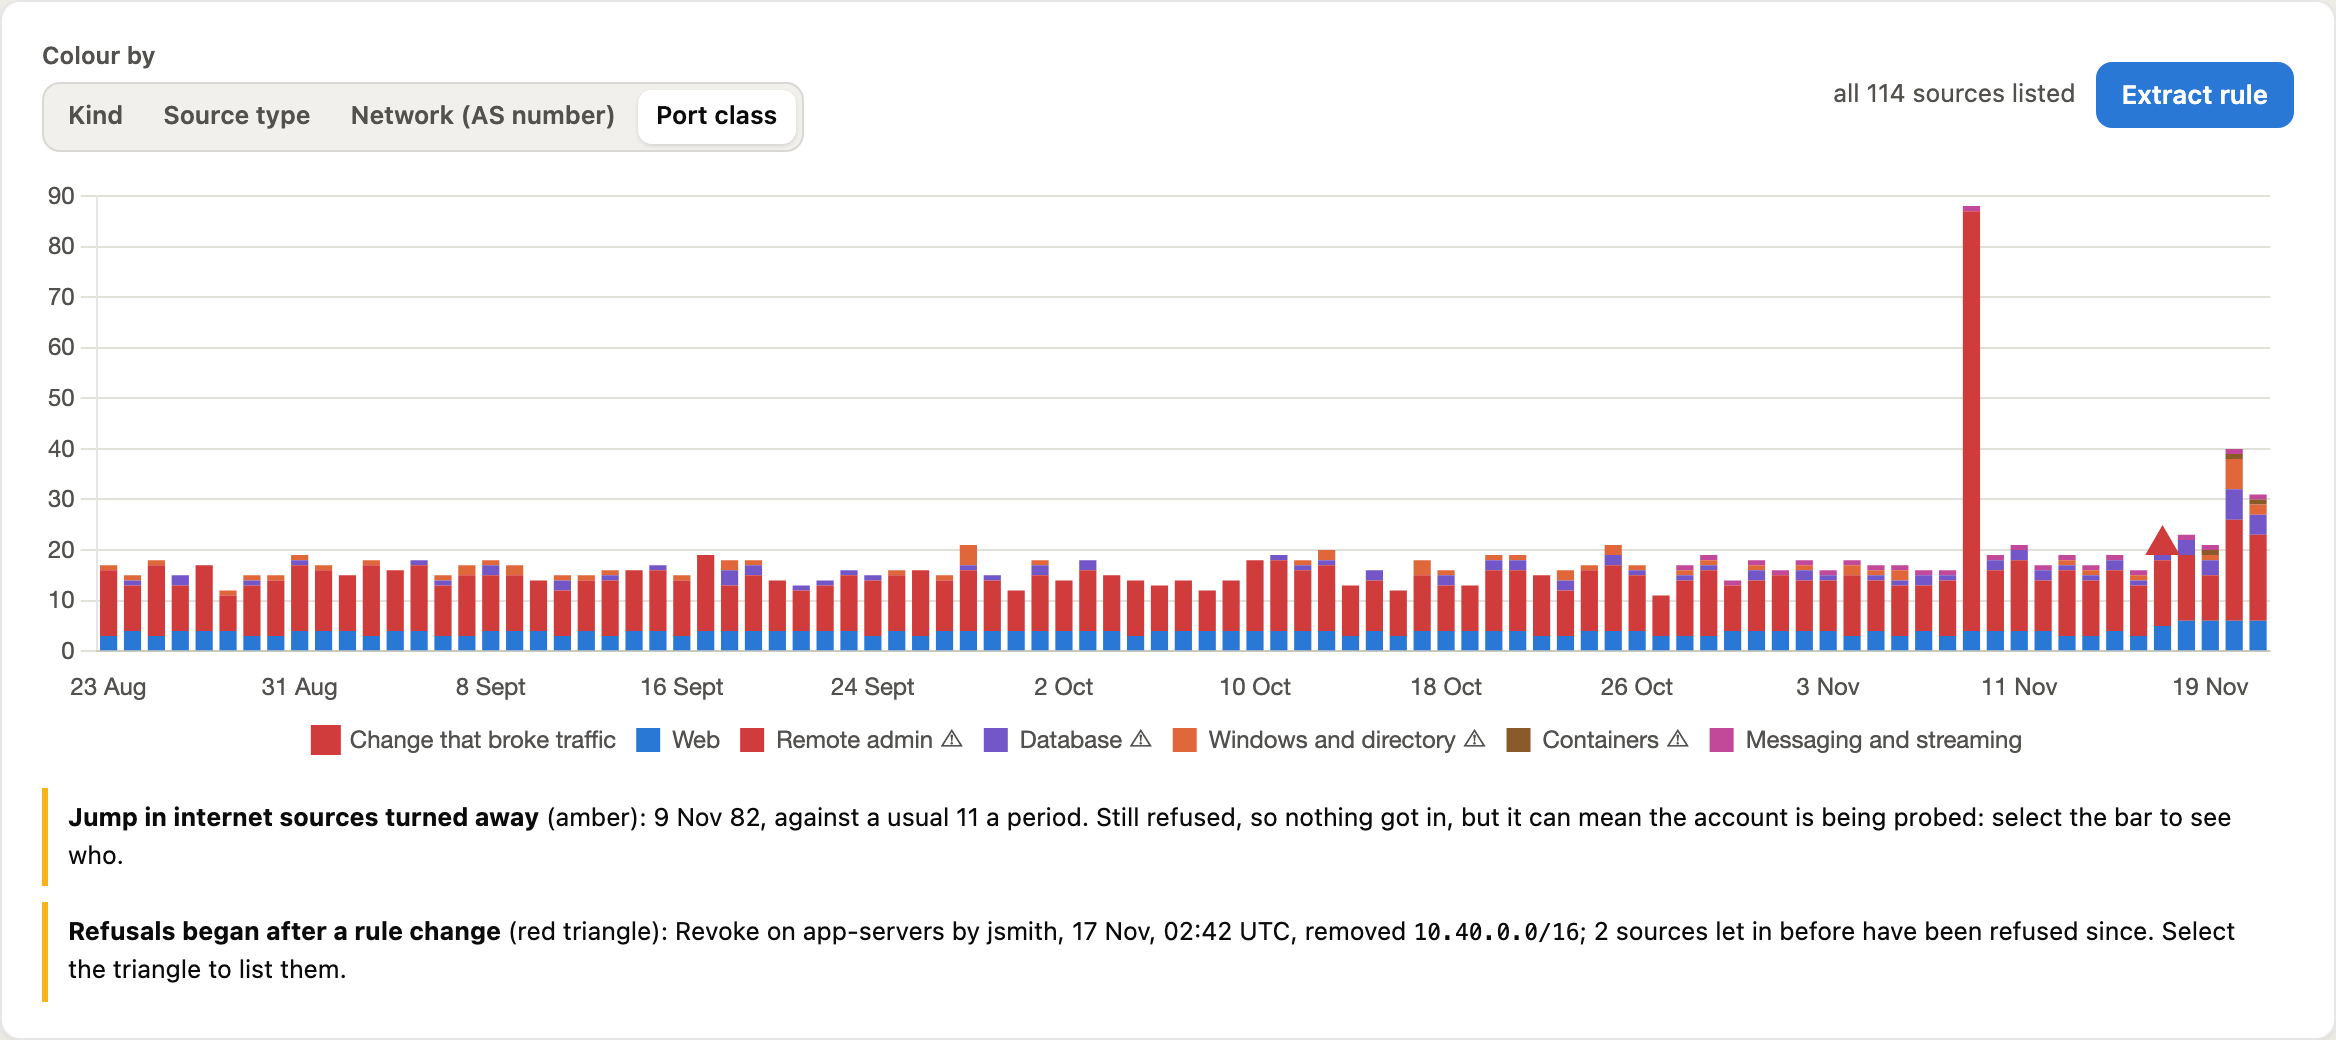 Colour by
Kind Source type Network (AS number) Port class
all 114 sources listed
Extract rule
90
80
70
60
50
40
30
20
10
0
23 Aug 31 Aug 8 Sept 16 Sept 24 Sept 2 Oct 10 Oct 18 Oct 26 Oct 3 Nov 11 Nov 19 Nov
Change that broke traffic Web Remote admin ⚠ Database ⚠ Windows and directory ⚠ Containers ⚠ Messaging and streaming
Jump in internet sources turned away (amber): 9 Nov 82, against a usual 11 a period. Still refused, so nothing got in, but it can mean the account is being probed: select the bar to see
who.
Refusals began after a rule change (red triangle): Revoke on app-servers by jsmith, 17 Nov, 02:42 UTC, removed 10.40.0.0/16; 2 sources let in before have been refused since. Select
the triangle to list them.